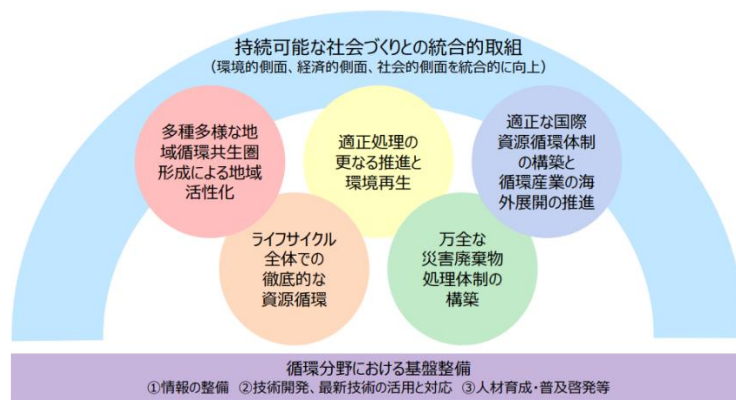 持続可能な社会づくりとの統合的取組
（環境的側面、経済的側面、社会的側面を統合的に向上）
多種多様な地
域循環共生圏
形成による地域
活性化
適正処理の
更なる推進と
環境再生
適正な国際
資源循環体制
の構築と
循環産業の海
外展開の推進
ライフサイクル
全体での
徹底的な
資源循環
万全な
災害廃棄物
処理体制の
構築
循環分野における基盤整備
①情報の整備 ②技術開発、最新技術の活用と対応 ③人材育成・普及啓発等